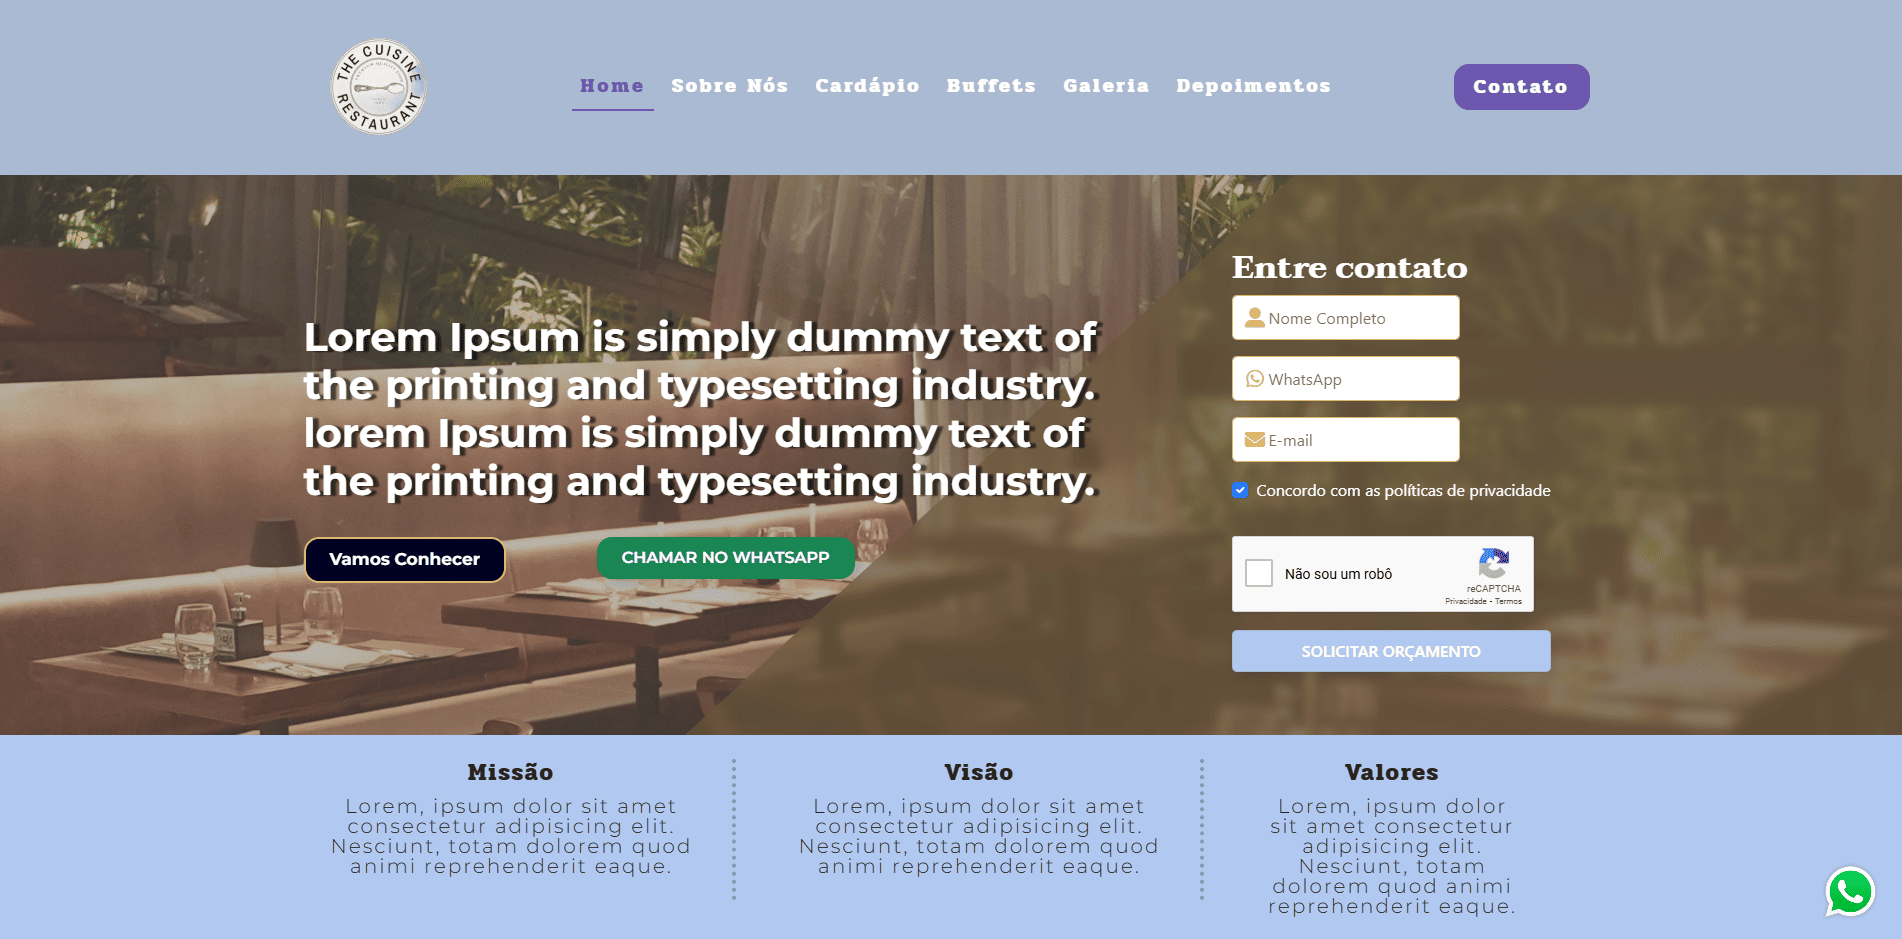 THE CUISINE
RESTAURANT
Home
Sobre Nós
Cardápio
Buffets
Galeria
Depoimentos
Contato
Lorem Ipsum is simply dummy text of
the printing and typesetting industry.
lorem Ipsum is simply dummy text of
the printing and typesetting industry.
Vamos Conhecer
CHAMAR NO WHATSAPP
Entre contato
Nome Completo
WhatsApp
E-mail
Concordo com as políticas de privacidade
Não sou um robô
reCAPTCHA
Privacidade - Termos
SOLICITAR ORÇAMENTO
Missão
Lorem, ipsum dolor sit amet
consectetur adipisicing elit.
Nesciunt, totam dolorem quod
animi reprehenderit eaque.
Visão
Lorem, ipsum dolor sit amet
consectetur adipisicing elit.
Nesciunt, totam dolorem quod
animi reprehenderit eaque.
Valores
Lorem, ipsum dolor
sit amet consectetur
adipisicing elit.
Nesciunt, totam
dolorem quod animi
reprehenderit eaque.